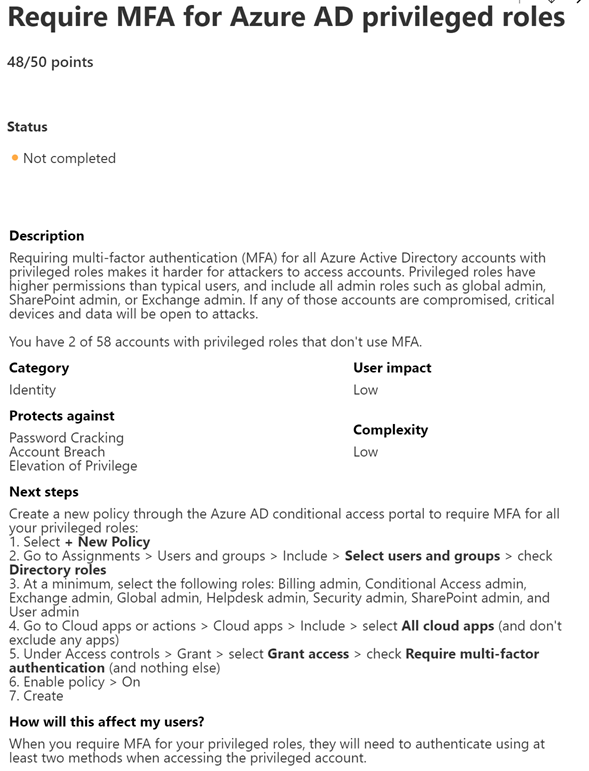 Require MFA for Azure AD privileged roles
48/50 points
Status
Not completed
Description
Requiring multi-factor authentication (MFA) for all Azure Active Directory accounts with
privileged roles makes it harder for attackers to access accounts. Privileged roles have
higher permissions than typical users, and include all admin roles such as global admin,
SharePoint admin, or Exchange admin. If any of those accounts are compromised, critical
devices and data will be open to attacks.
You have 2 of 58 accounts with privileged roles that don't use MFA.
Category
User impact
Identity
Low
Protects against
Complexity
Password Cracking
Low
Account Breach
Elevation of Privilege
Next steps
Create a new policy through the Azure AD conditional access portal to require MFA for all
your privileged roles:
1. Select + New Policy
2. Go to Assignments > Users and groups > Include > Select users and groups > check
Directory roles
3. At a minimum, select the following roles: Billing admin, Conditional Access admin,
Exchange admin, Global admin, Helpdesk admin, Security admin, SharePoint admin, and
User admin
4. Go to Cloud apps or actions > Cloud apps > Include > select All cloud apps (and don't
exclude any apps)
5. Under Access controls > Grant > select Grant access > check Require multi-factor
authentication (and nothing else)
6. Enable policy > On
7. Create
How will this affect my users?
When you require MFA for your privileged roles, they will need to authenticate using at
least two methods when accessing the privileged account.